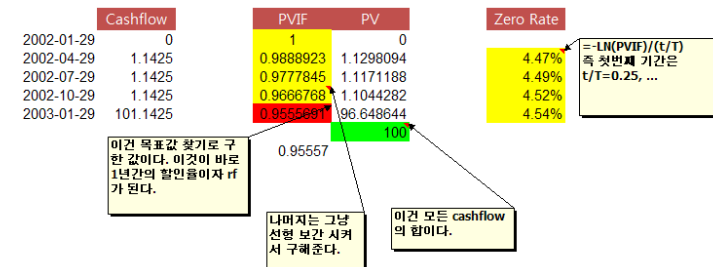 Cashflow PVIF PV Zero Rate
2002-01-29 0 1 0
2002-04-29 1.1425 0.9888923 1.1298094 4.47%
2002-07-29 1.1425 0.9777845 1.1171188 4.49%
2002-10-29 1.1425 0.9666768 1.1044282 4.52%
2003-01-29 101.1425 0.9555691 96.648644 4.54%
100
0.95557
=-LN(PVIF)/(t/T)
즉 첫번째 기간은
t/T=0.25, ...
이건 목표값 찾기로 구
한 값이다. 이것이 바로
1년간의 할인율이자 rf
가 된다.
나머지는 그냥
선형 보간 시켜
서 구해준다.
이건 모든 cashflow
의 합이다.